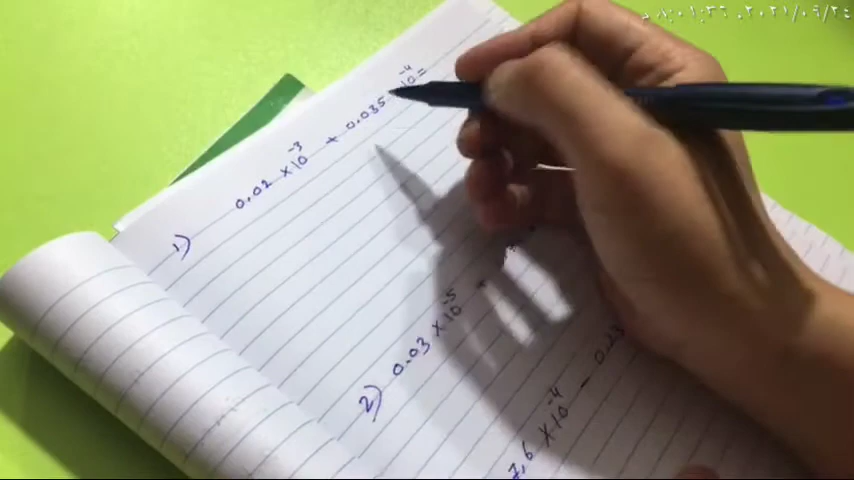 1) 0.02 ×10⁻³ + 0.035 10⁻⁴ =
2) 0.03 ×10⁻⁵ +
7,6 ×10⁻⁴ - 0.23